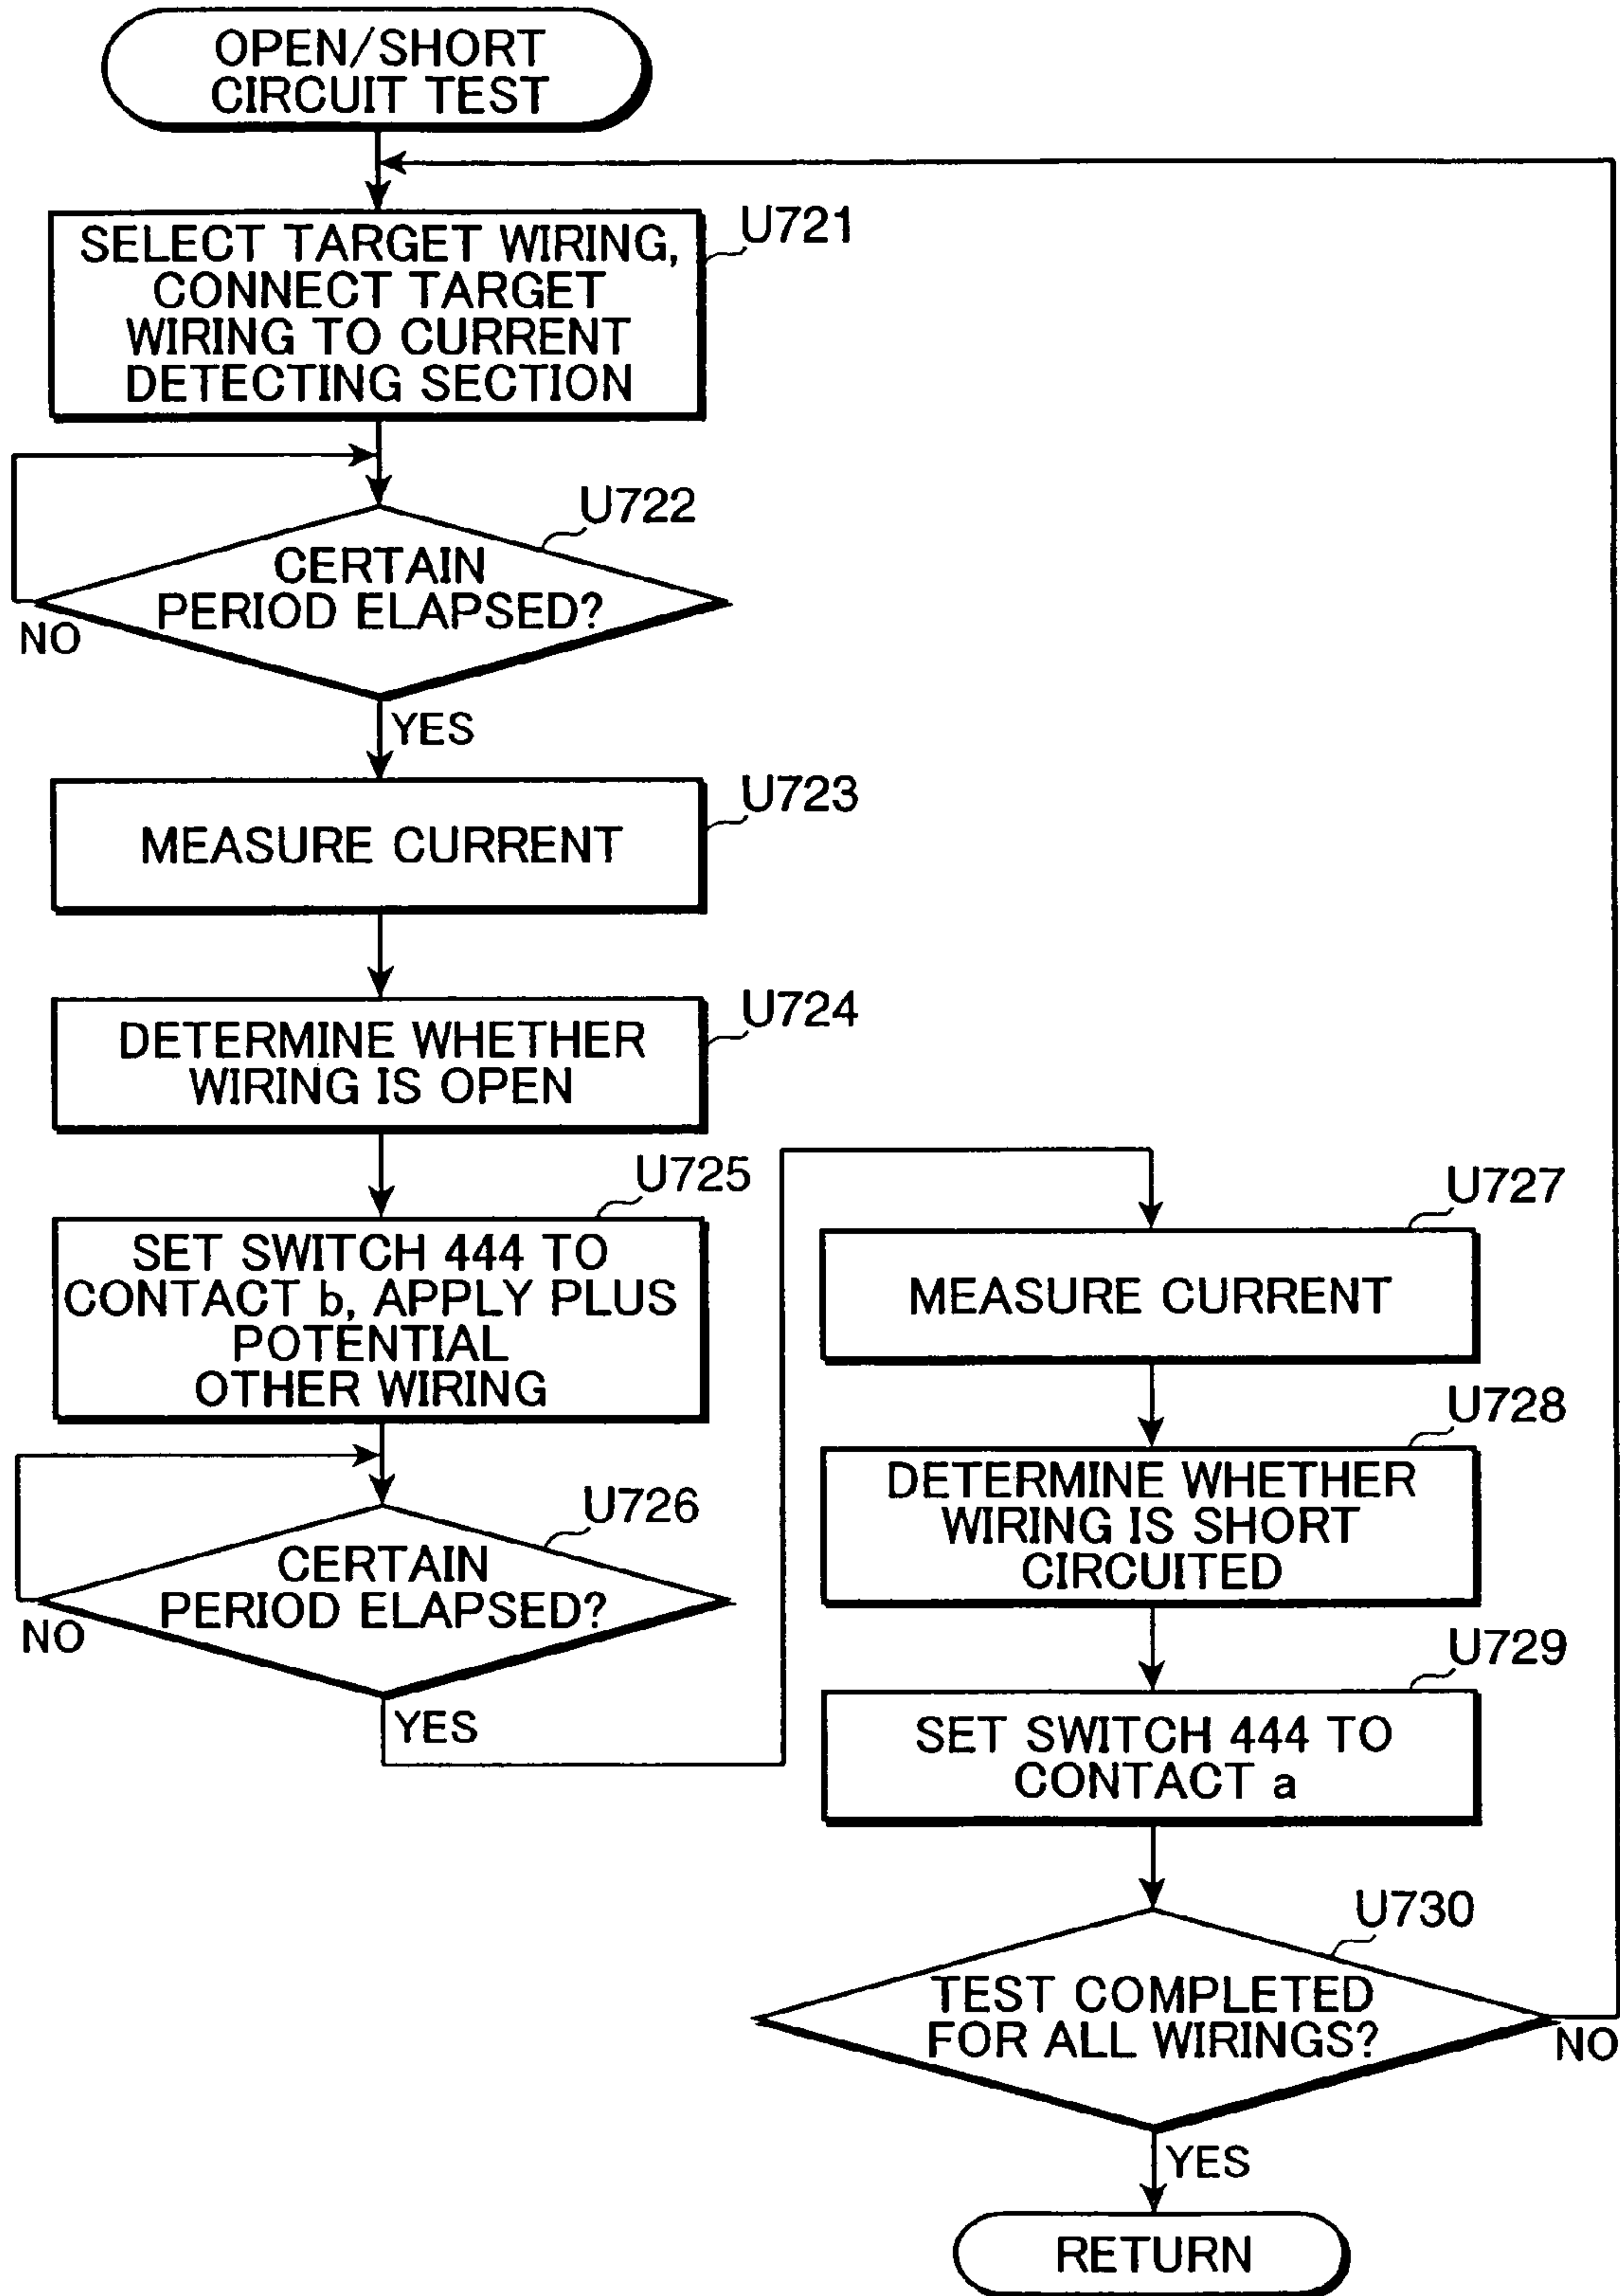 OPEN/SHORT
CIRCUIT TEST
U721
SELECT TARGET WIRING,
CONNECT TARGET
WIRING TO CURRENT
DETECTING SECTION
U722
CERTAIN
PERIOD ELAPSED?
NO
YES
U723
MEASURE CURRENT
U724
DETERMINE WHETHER
WIRING IS OPEN
U725
SET SWITCH 444 TO
CONTACT b, APPLY PLUS
POTENTIAL
OTHER WIRING
U726
CERTAIN
PERIOD ELAPSED?
NO
YES
U727
MEASURE CURRENT
U728
DETERMINE WHETHER
WIRING IS SHORT
CIRCUITED
U729
SET SWITCH 444 TO
CONTACT a
U730
TEST COMPLETED
FOR ALL WIRINGS?
NO
YES
RETURN